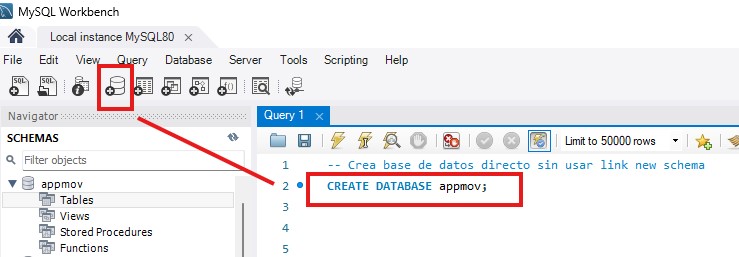 MySQL Workbench
Local instance MySQL80 ×
File Edit View Query Database Server Tools Scripting Help
Navigator
SCHEMAS
Filter objects
appmov
Tables
Views
Stored Procedures
Functions
Query 1 ×
Limit to 50000 rows
1 -- Crea base de datos directo sin usar link new schema
2 CREATE DATABASE appmov;
3
4
5